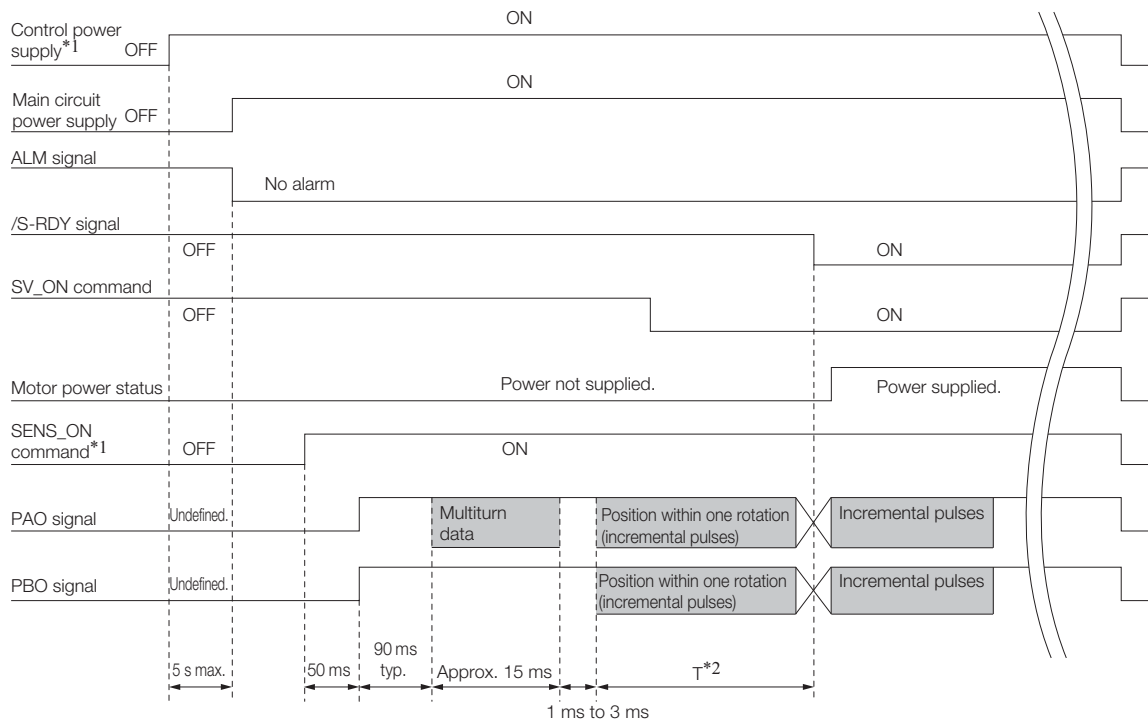 Control power
supply*1 OFF
ON
Main circuit
power supply OFF
ON
ALM signal
No alarm
/S-RDY signal
OFF
ON
SV_ON command
OFF
ON
Motor power status
Power not supplied.
Power supplied.
SENS_ON
command*1
OFF
ON
PAO signal
Undefined.
Multiturn
data
Position within one rotation
(incremental pulses)
Incremental pulses
PBO signal
Undefined.
Position within one rotation
(incremental pulses)
Incremental pulses
5 s max.
50 ms
90 ms
typ.
Approx. 15 ms
1 ms to 3 ms
T*2